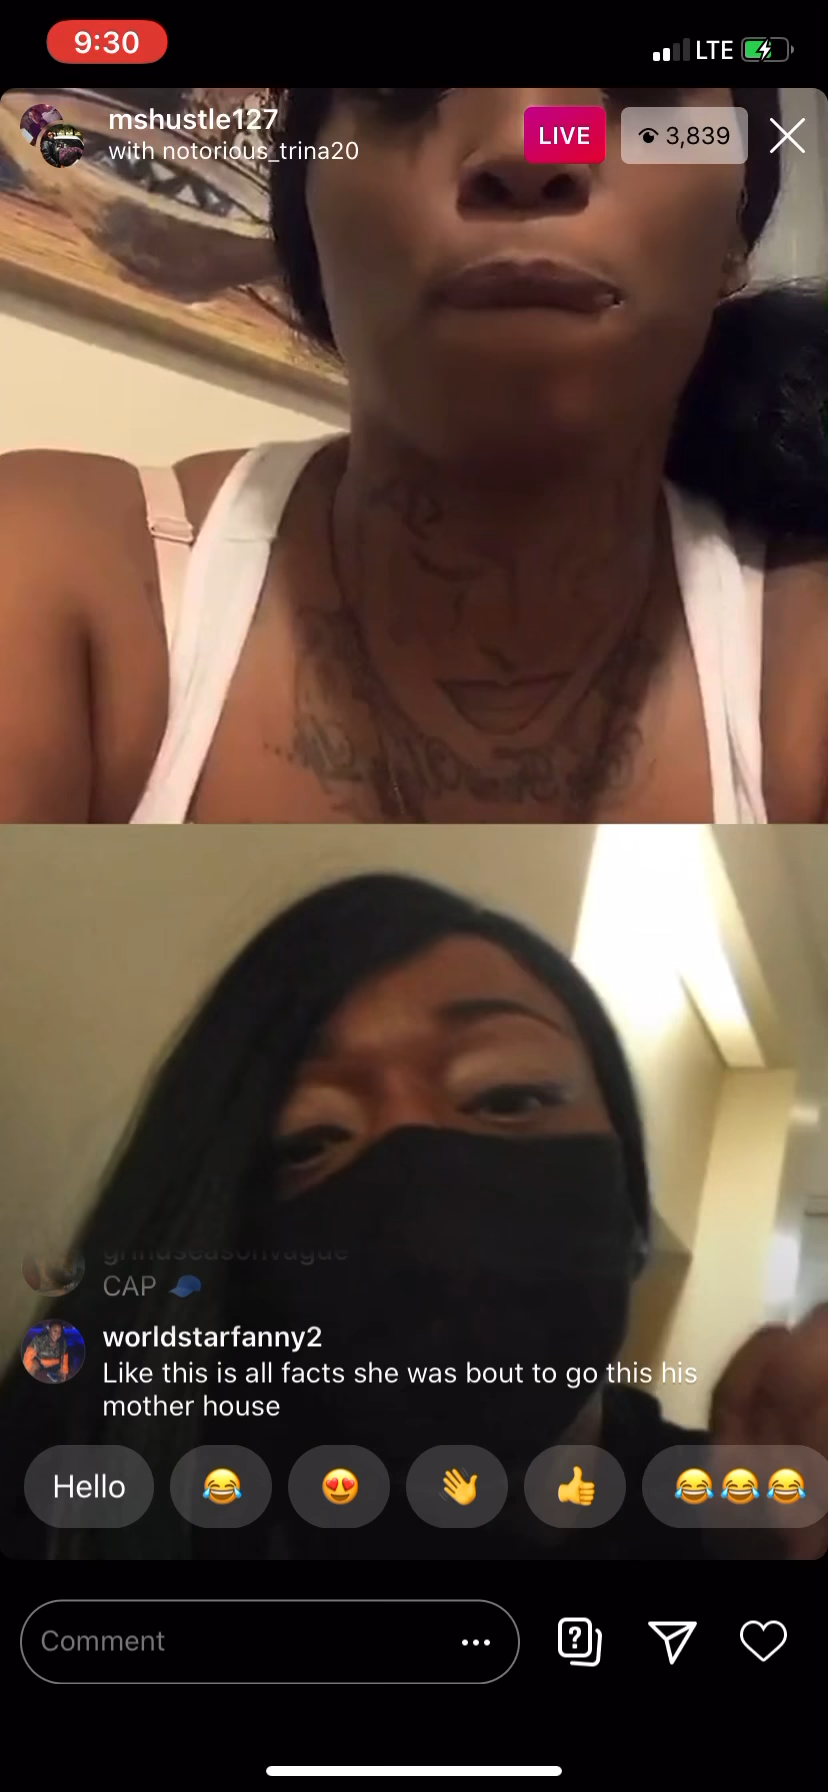 9:30
LTE
mshustle127
with notorious_trina20
LIVE
3,839
grindseasonvague
CAP
worldstarfanny2
Like this is all facts she was bout to go this his
mother house
Hello
Comment